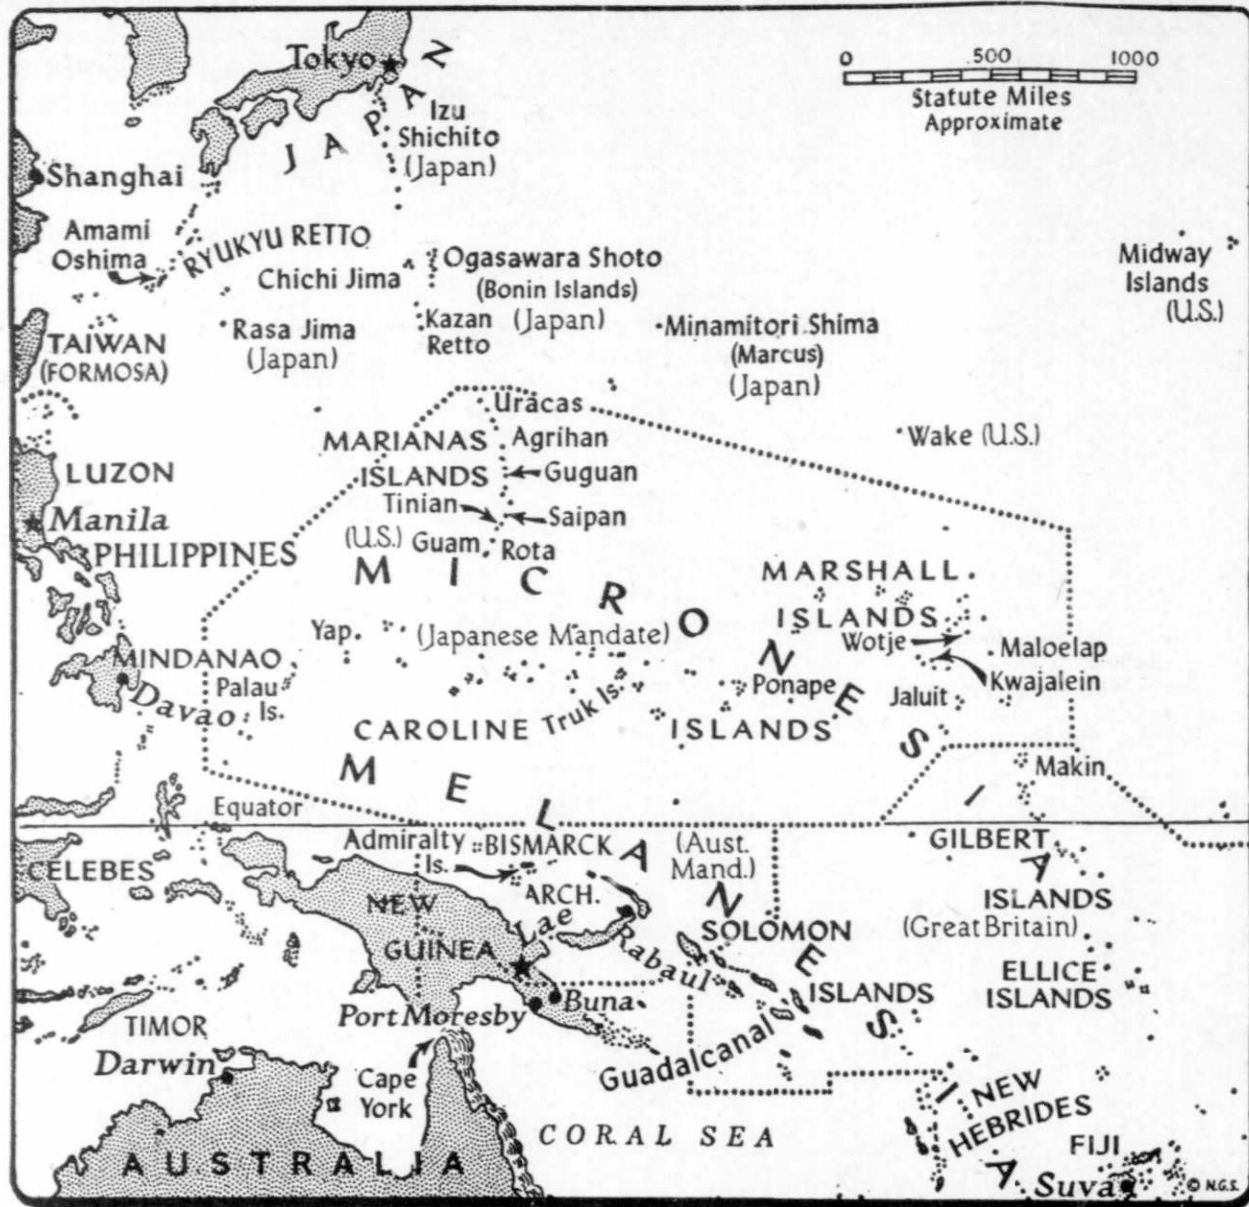 0 500 1000
Statute Miles
Approximate
Tokyo
JAPAN
Izu
Shichito
(Japan)
Shanghai
Amami
Oshima
RYUKYU RETTO
Chichi Jima
Ogasawara Shoto
(Bonin Islands)
(Japan)
Kazan
Retto
Midway
Islands
(U.S.)
Rasa Jima
(Japan)
TAIWAN
(FORMOSA)
Minamitori Shima
(Marcus)
(Japan)
Uracas
Wake (U.S.)
MARIANAS
ISLANDS
Agrihan
Guguan
Tinian
Saipan
(U.S.) Guam
Rota
LUZON
Manila
PHILIPPINES
MICRONESIA
MARSHALL
ISLANDS
Wotje
Maloelap
Kwajalein
Jaluit
Yap
(Japanese Mandate)
MINDANAO
Davao
Palau
Is.
Truk Is.
Ponape
CAROLINE ISLANDS
MELANESIA
Makin
Equator
GILBERT
ISLANDS
(Great Britain)
Admiralty
Is.
BISMARCK
ARCH.
(Aust.
Mand.)
CELEBES
NEW
GUINEA
Lae
Rabaul
SOLOMON
ISLANDS
ELLICE
ISLANDS
Buna
Port Moresby
TIMOR
Darwin
Guadalcanal
Cape
York
NEW
HEBRIDES
CORAL SEA
FIJI
Suva
AUSTRALIA
© N.G.S.